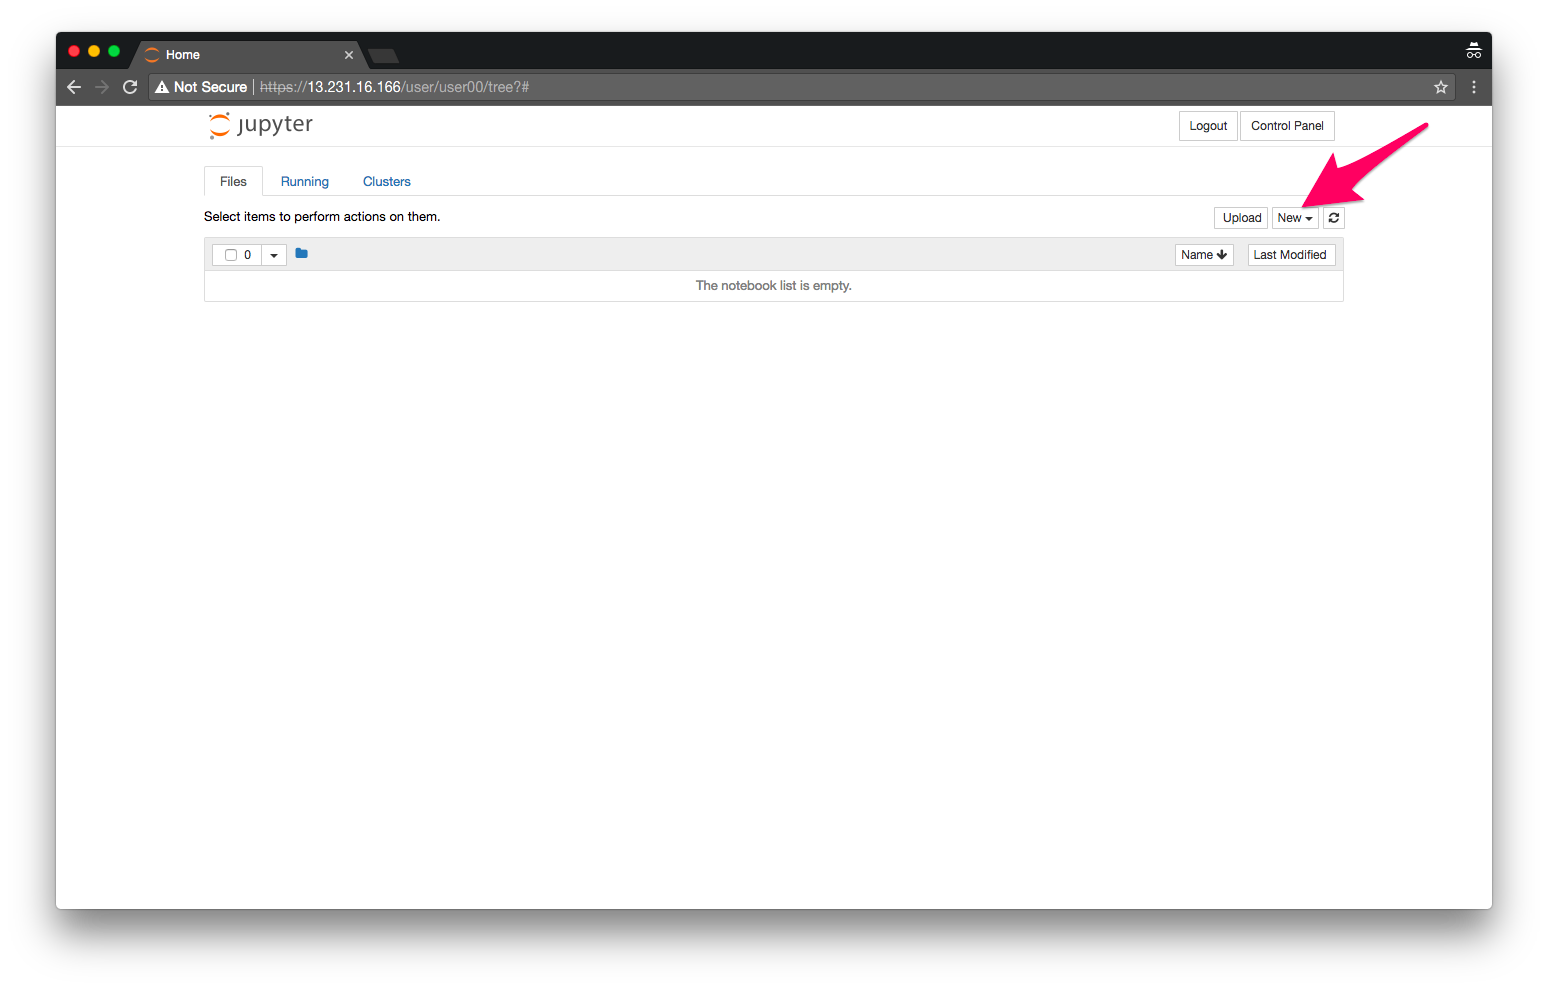 Home
Not Secure https://13.231.16.166/user/user00/tree?#
jupyter
Logout Control Panel
Files Running Clusters
Select items to perform actions on them.
Upload New
0 Name Last Modified
The notebook list is empty.